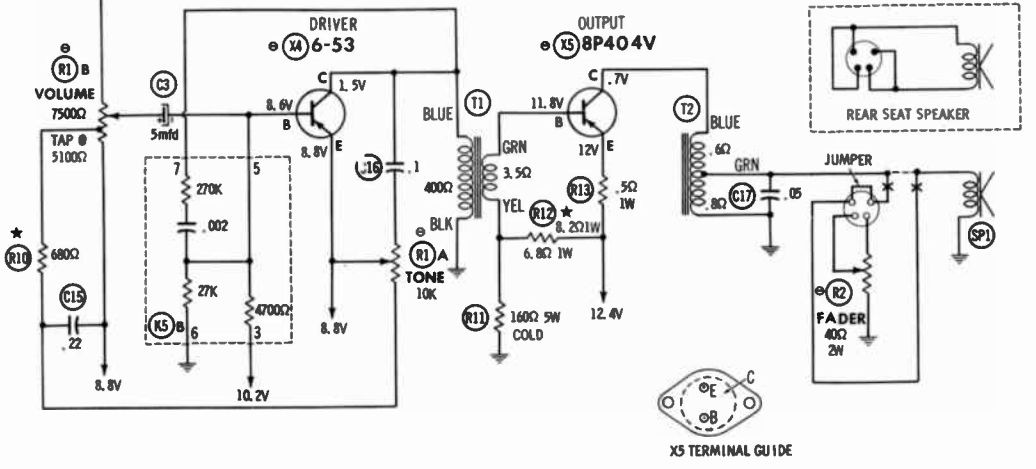 DRIVER
⊖ X4 6-53
OUTPUT
⊖ X5 8P404V
⊖
R1 B
VOLUME
7500Ω
TAP @
5100Ω
C3
5mfd
8.6V
B
C
1.5V
E
8.8V
7
5
270K
.002
27K
4700Ω
K5 B
6
3
10.2V
★
R10
680Ω
C15
.22
8.8V
C16
.1
8.8V
⊖
R1 A
TONE
10K
BLUE
T1
400Ω
BLK
GRN
3.5Ω
YEL
11.8V
B
C
.7V
12V
E
R13
.5Ω
1W
R12 ★
8.2Ω1W
6.8Ω 1W
R11
160Ω 5W
COLD
12.4V
T2
BLUE
.6Ω
GRN
.8Ω
C17
.05
JUMPER
⊖ R2
FADER
40Ω
2W
SP1
REAR SEAT SPEAKER
C
E
B
X5 TERMINAL GUIDE